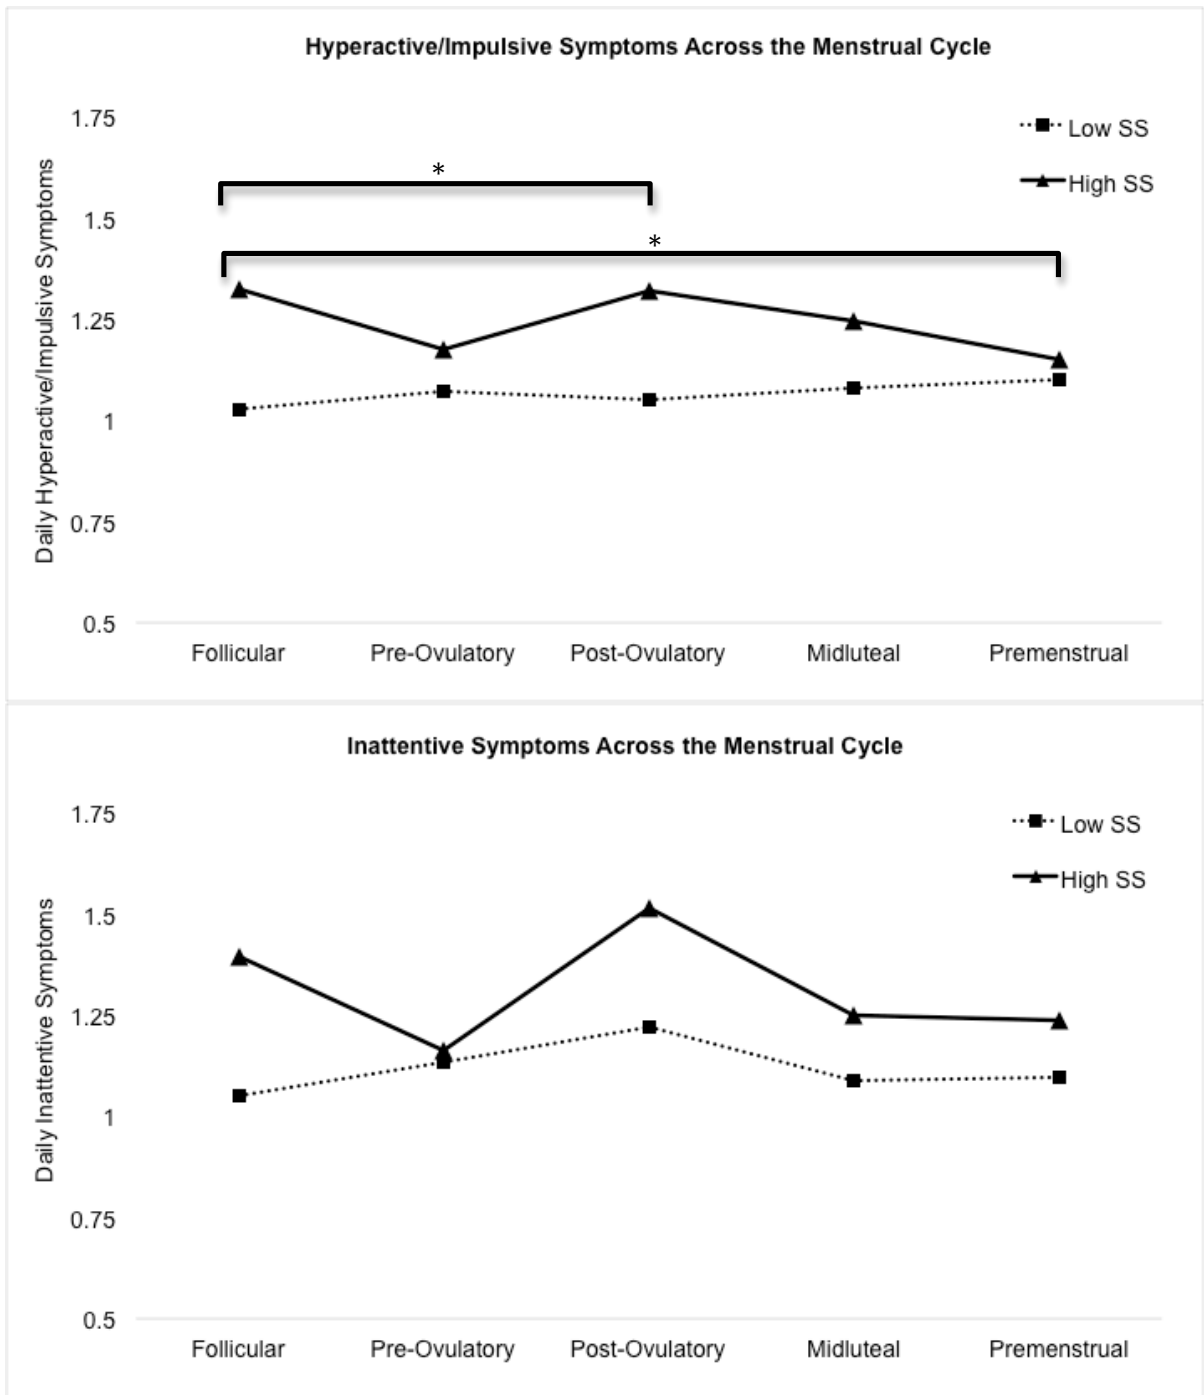 Hyperactive/Impulsive Symptoms Across the Menstrual Cycle
Daily Hyperactive/Impulsive Symptoms
1.75
1.5
1.25
1
0.75
0.5
Low SS
High SS
*
*
Follicular Pre-Ovulatory Post-Ovulatory Midluteal Premenstrual
Inattentive Symptoms Across the Menstrual Cycle
Daily Inattentive Symptoms
1.75
1.5
1.25
1
0.75
0.5
Low SS
High SS
Follicular Pre-Ovulatory Post-Ovulatory Midluteal Premenstrual